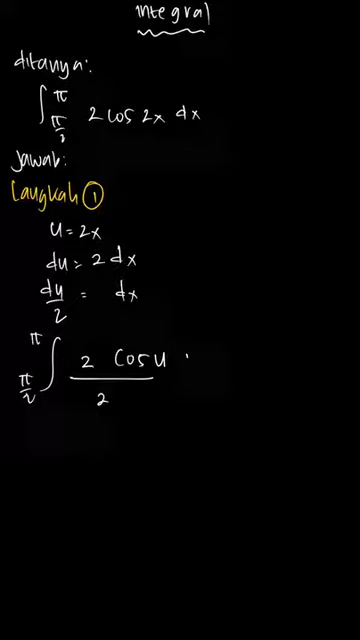 integral
ditanya:
∫ π π/2 2 cos 2x dx
Jawab:
Langkah ①
u = 2x
du = 2 dx
du/2 = dx
π π/2 ∫ 2 cos u / 2